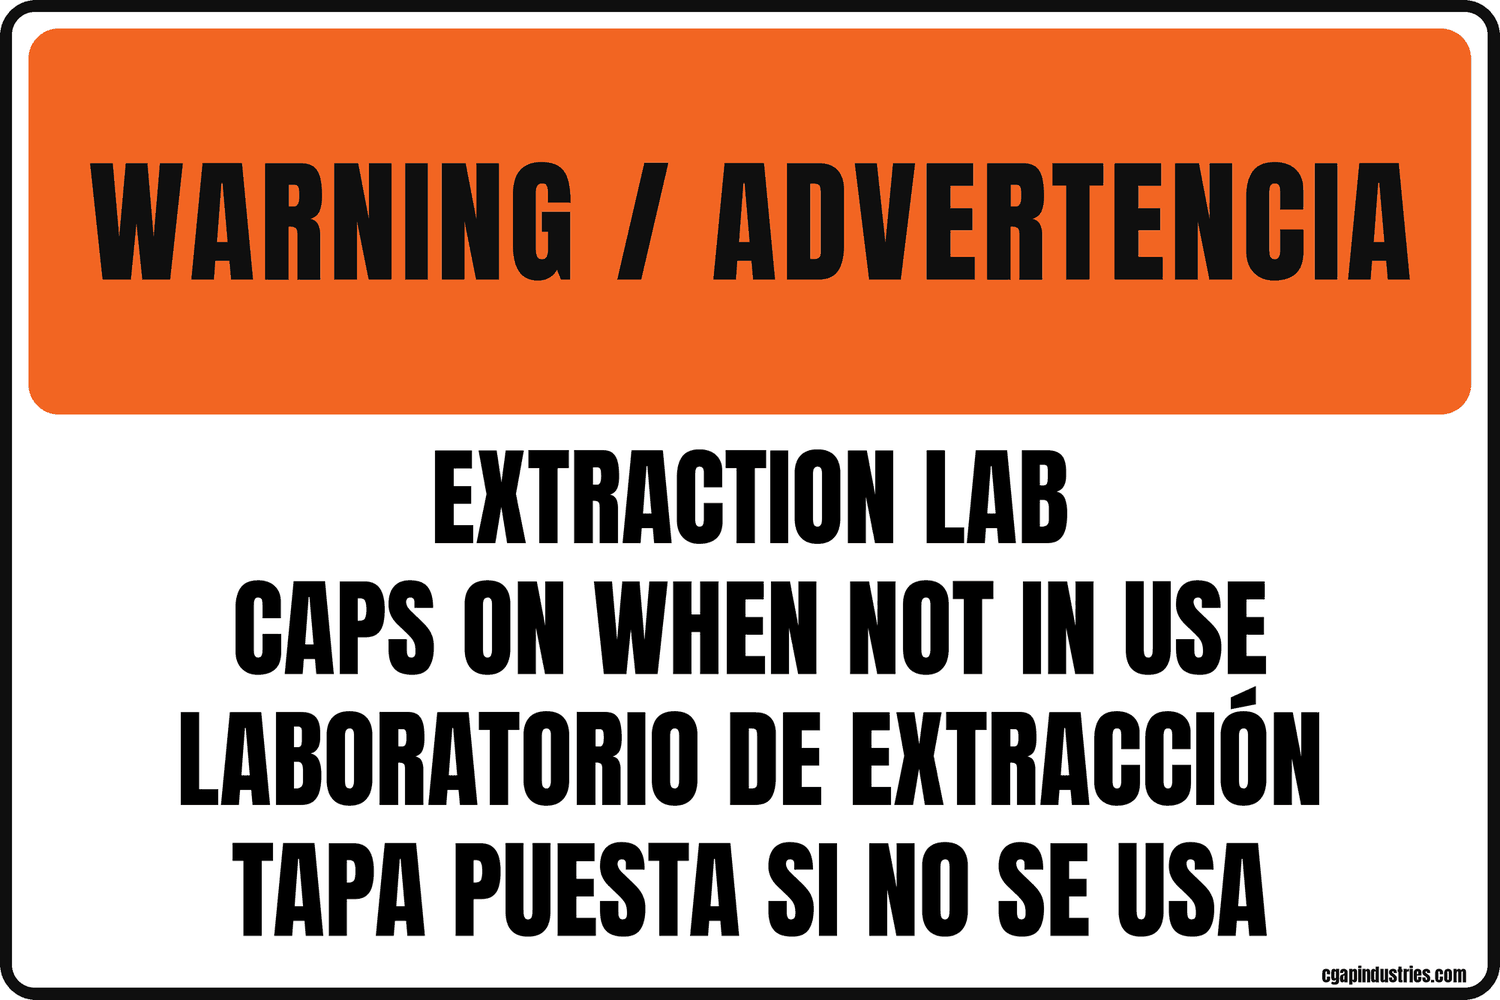 WARNING / ADVERTENCIA
EXTRACTION LAB
CAPS ON WHEN NOT IN USE
LABORATORIO DE EXTRACCIÓN
TAPA PUESTA SI NO SE USA
cgapindustries.com